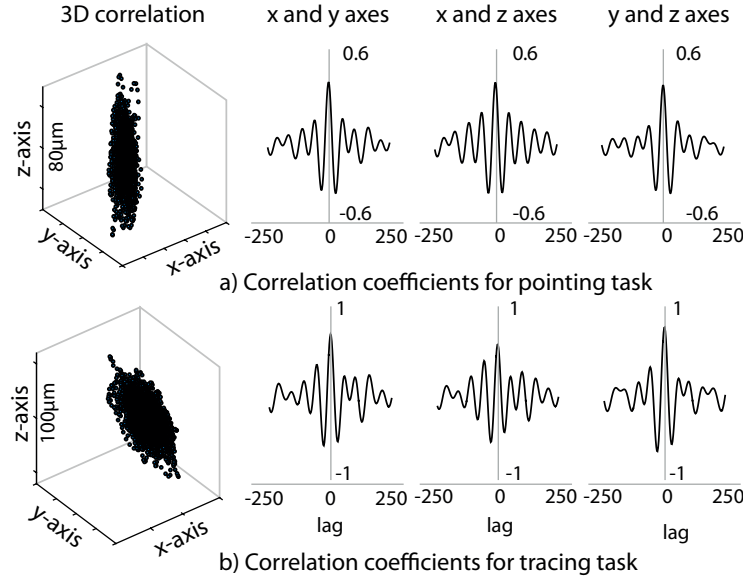 3D correlation
x and y axes
x and z axes
y and z axes
z-axis
80μm
y-axis
x-axis
0.6
-0.6
-250
0
250
0.6
-0.6
-250
0
250
0.6
-0.6
-250
0
250
a) Correlation coefficients for pointing task
z-axis
100μm
y-axis
x-axis
1
-1
-250
0
250
lag
1
-1
-250
0
250
lag
1
-1
-250
0
250
lag
b) Correlation coefficients for tracing task